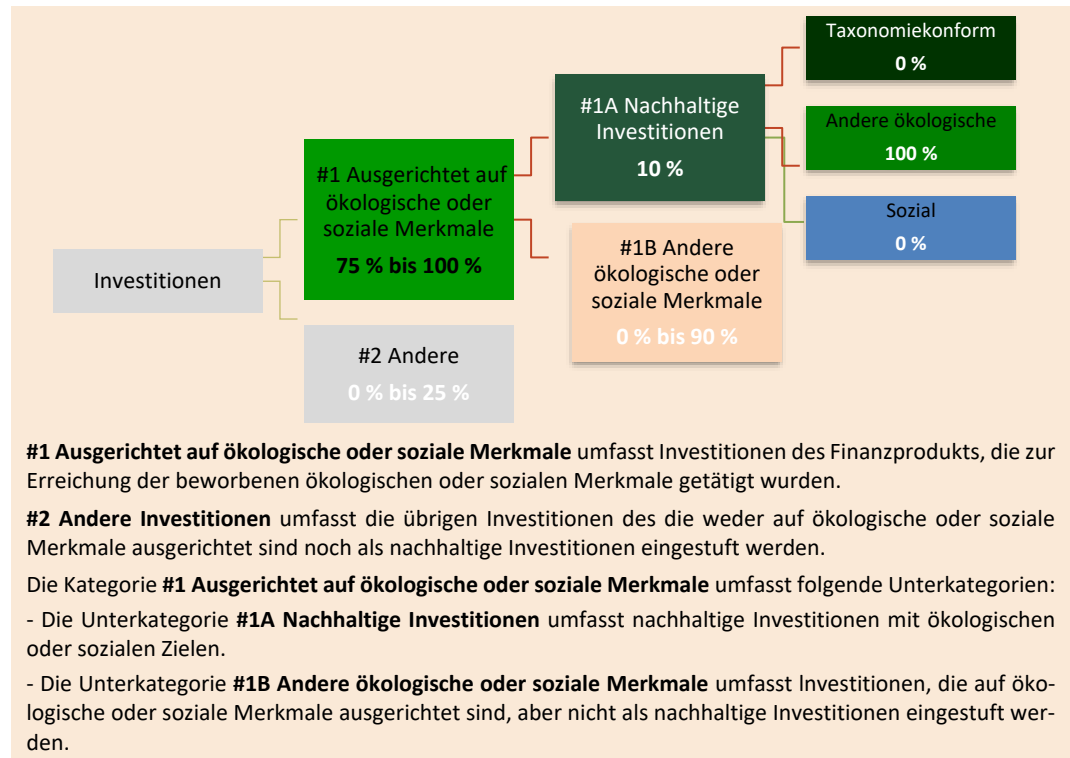 Taxonomiekonform
0 %
#1A Nachhaltige
Investitionen
10 %
Andere ökologische
100 %
#1 Ausgerichtet auf
ökologische oder
soziale Merkmale
75 % bis 100 %
Sozial
0 %
#1B Andere
ökologische oder
soziale Merkmale
0 % bis 90 %
Investitionen
#2 Andere
0 % bis 25 %
#1 Ausgerichtet auf ökologische oder soziale Merkmale umfasst Investitionen des Finanzprodukts, die zur
Erreichung der beworbenen ökologischen oder sozialen Merkmale getätigt wurden.
#2 Andere Investitionen umfasst die übrigen Investitionen des die weder auf ökologische oder soziale
Merkmale ausgerichtet sind noch als nachhaltige Investitionen eingestuft werden.
Die Kategorie #1 Ausgerichtet auf ökologische oder soziale Merkmale umfasst folgende Unterkategorien:
- Die Unterkategorie #1A Nachhaltige Investitionen umfasst nachhaltige Investitionen mit ökologischen
oder sozialen Zielen.
- Die Unterkategorie #1B Andere ökologische oder soziale Merkmale umfasst Investitionen, die auf öko-
logische oder soziale Merkmale ausgerichtet sind, aber nicht als nachhaltige Investitionen eingestuft wer-
den.